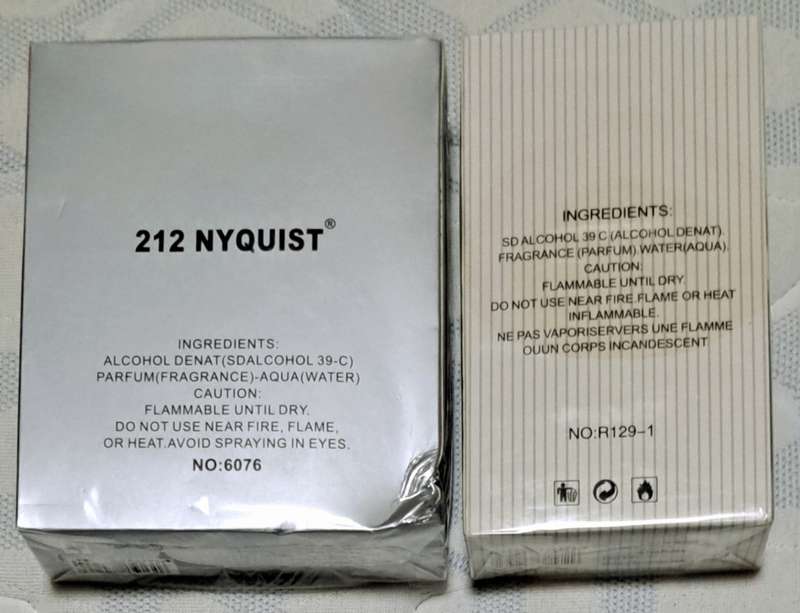 212 NYQUIST®
INGREDIENTS:
ALCOHOL DENAT(SDALCOHOL 39-C)
PARFUM(FRAGRANCE)-AQUA(WATER)
CAUTION:
FLAMMABLE UNTIL DRY.
DO NOT USE NEAR FIRE, FLAME,
OR HEAT.AVOID SPRAYING IN EYES.
NO:6076
INGREDIENTS:
SD ALCOHOL 39 C (ALCOHOL DENAT).
FRAGRANCE (PARFUM).WATER(AQUA).
CAUTION:
FLAMMABLE UNTIL DRY.
DO NOT USE NEAR FIRE.FLAME OR HEAT
INFLAMMABLE.
NE PAS VAPORISERVERS UNE FLAMME
OUUN CORPS INCANDESCENT
NO:R129-1